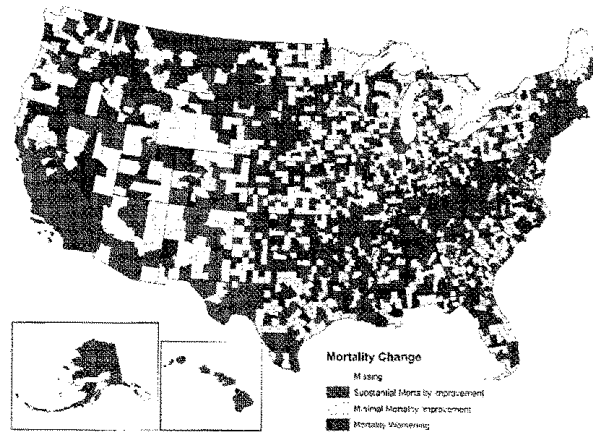 Mortality Change
Missing
Substantial Mortality Improvement
Minimal Mortality Improvement
Mortality Worsening